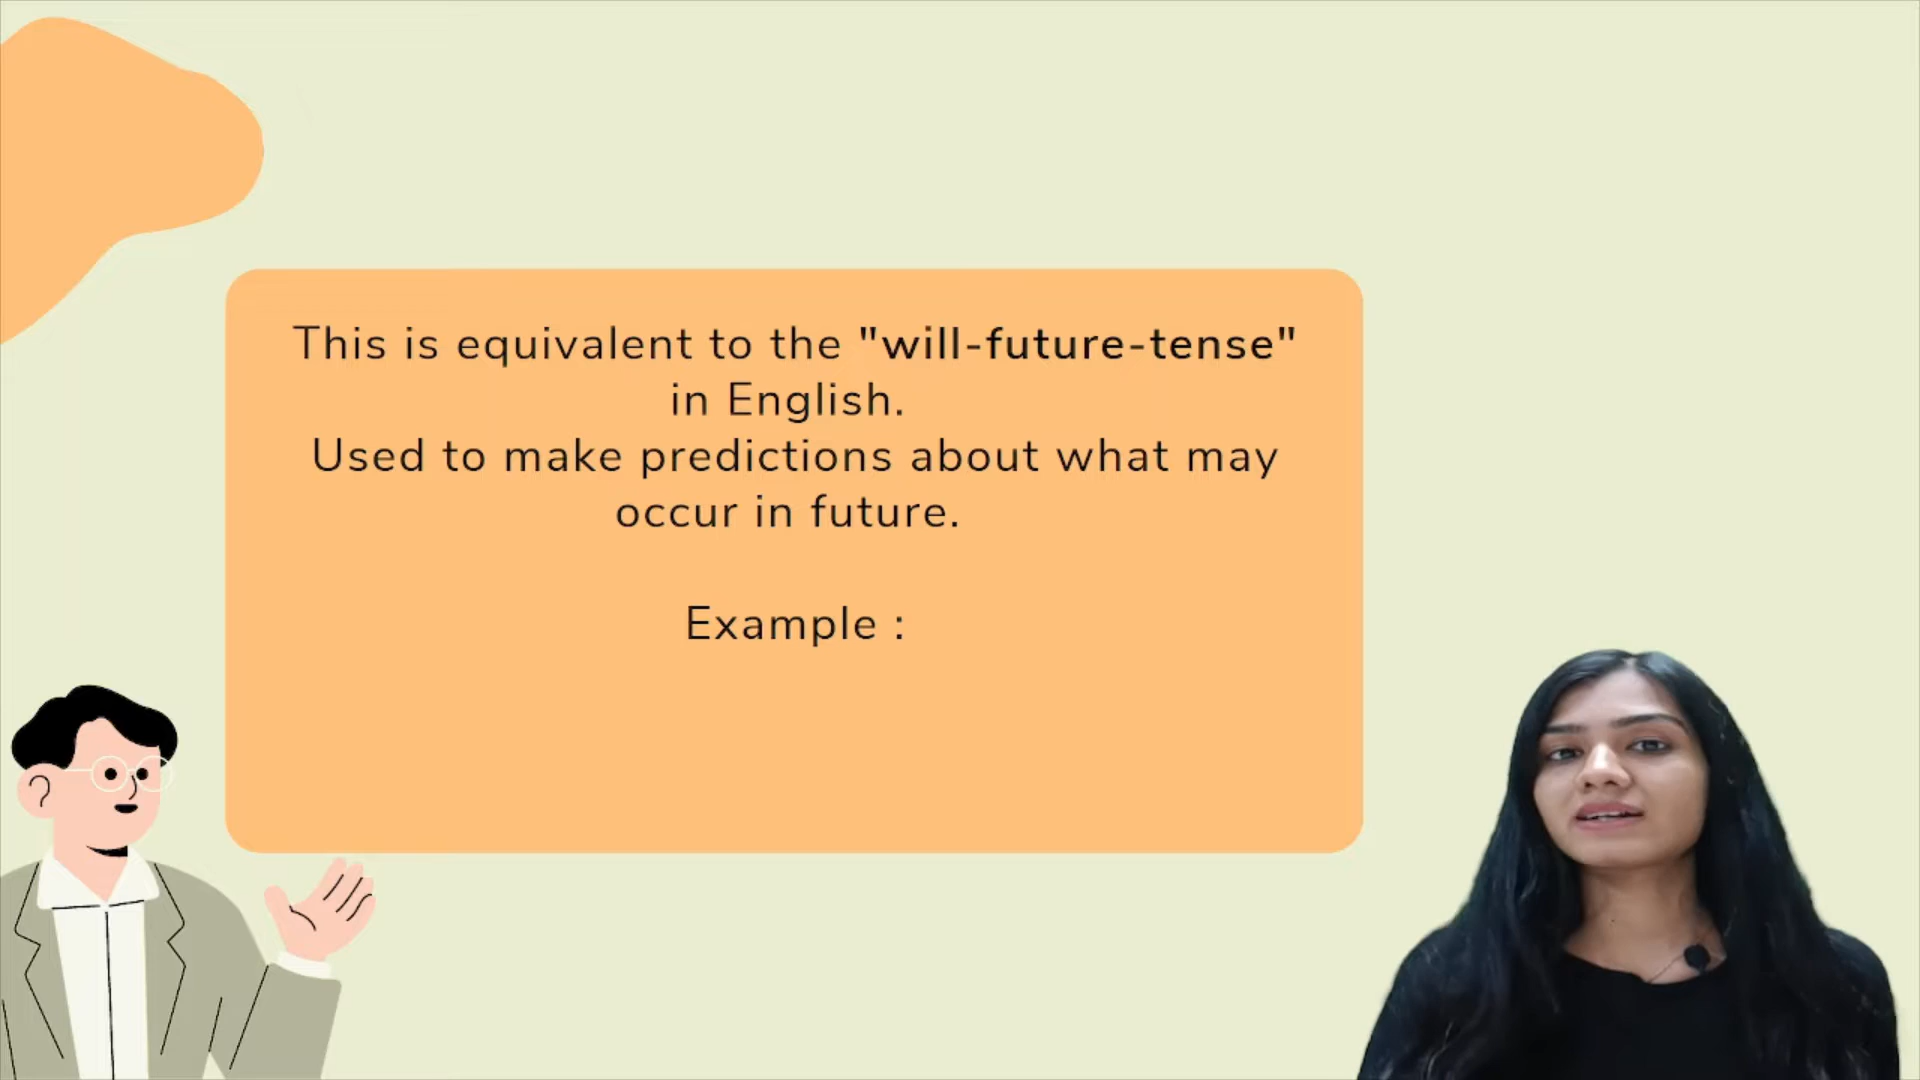 This is equivalent to the "will-future-tense"
in English.
Used to make predictions about what may
occur in future.
Example :